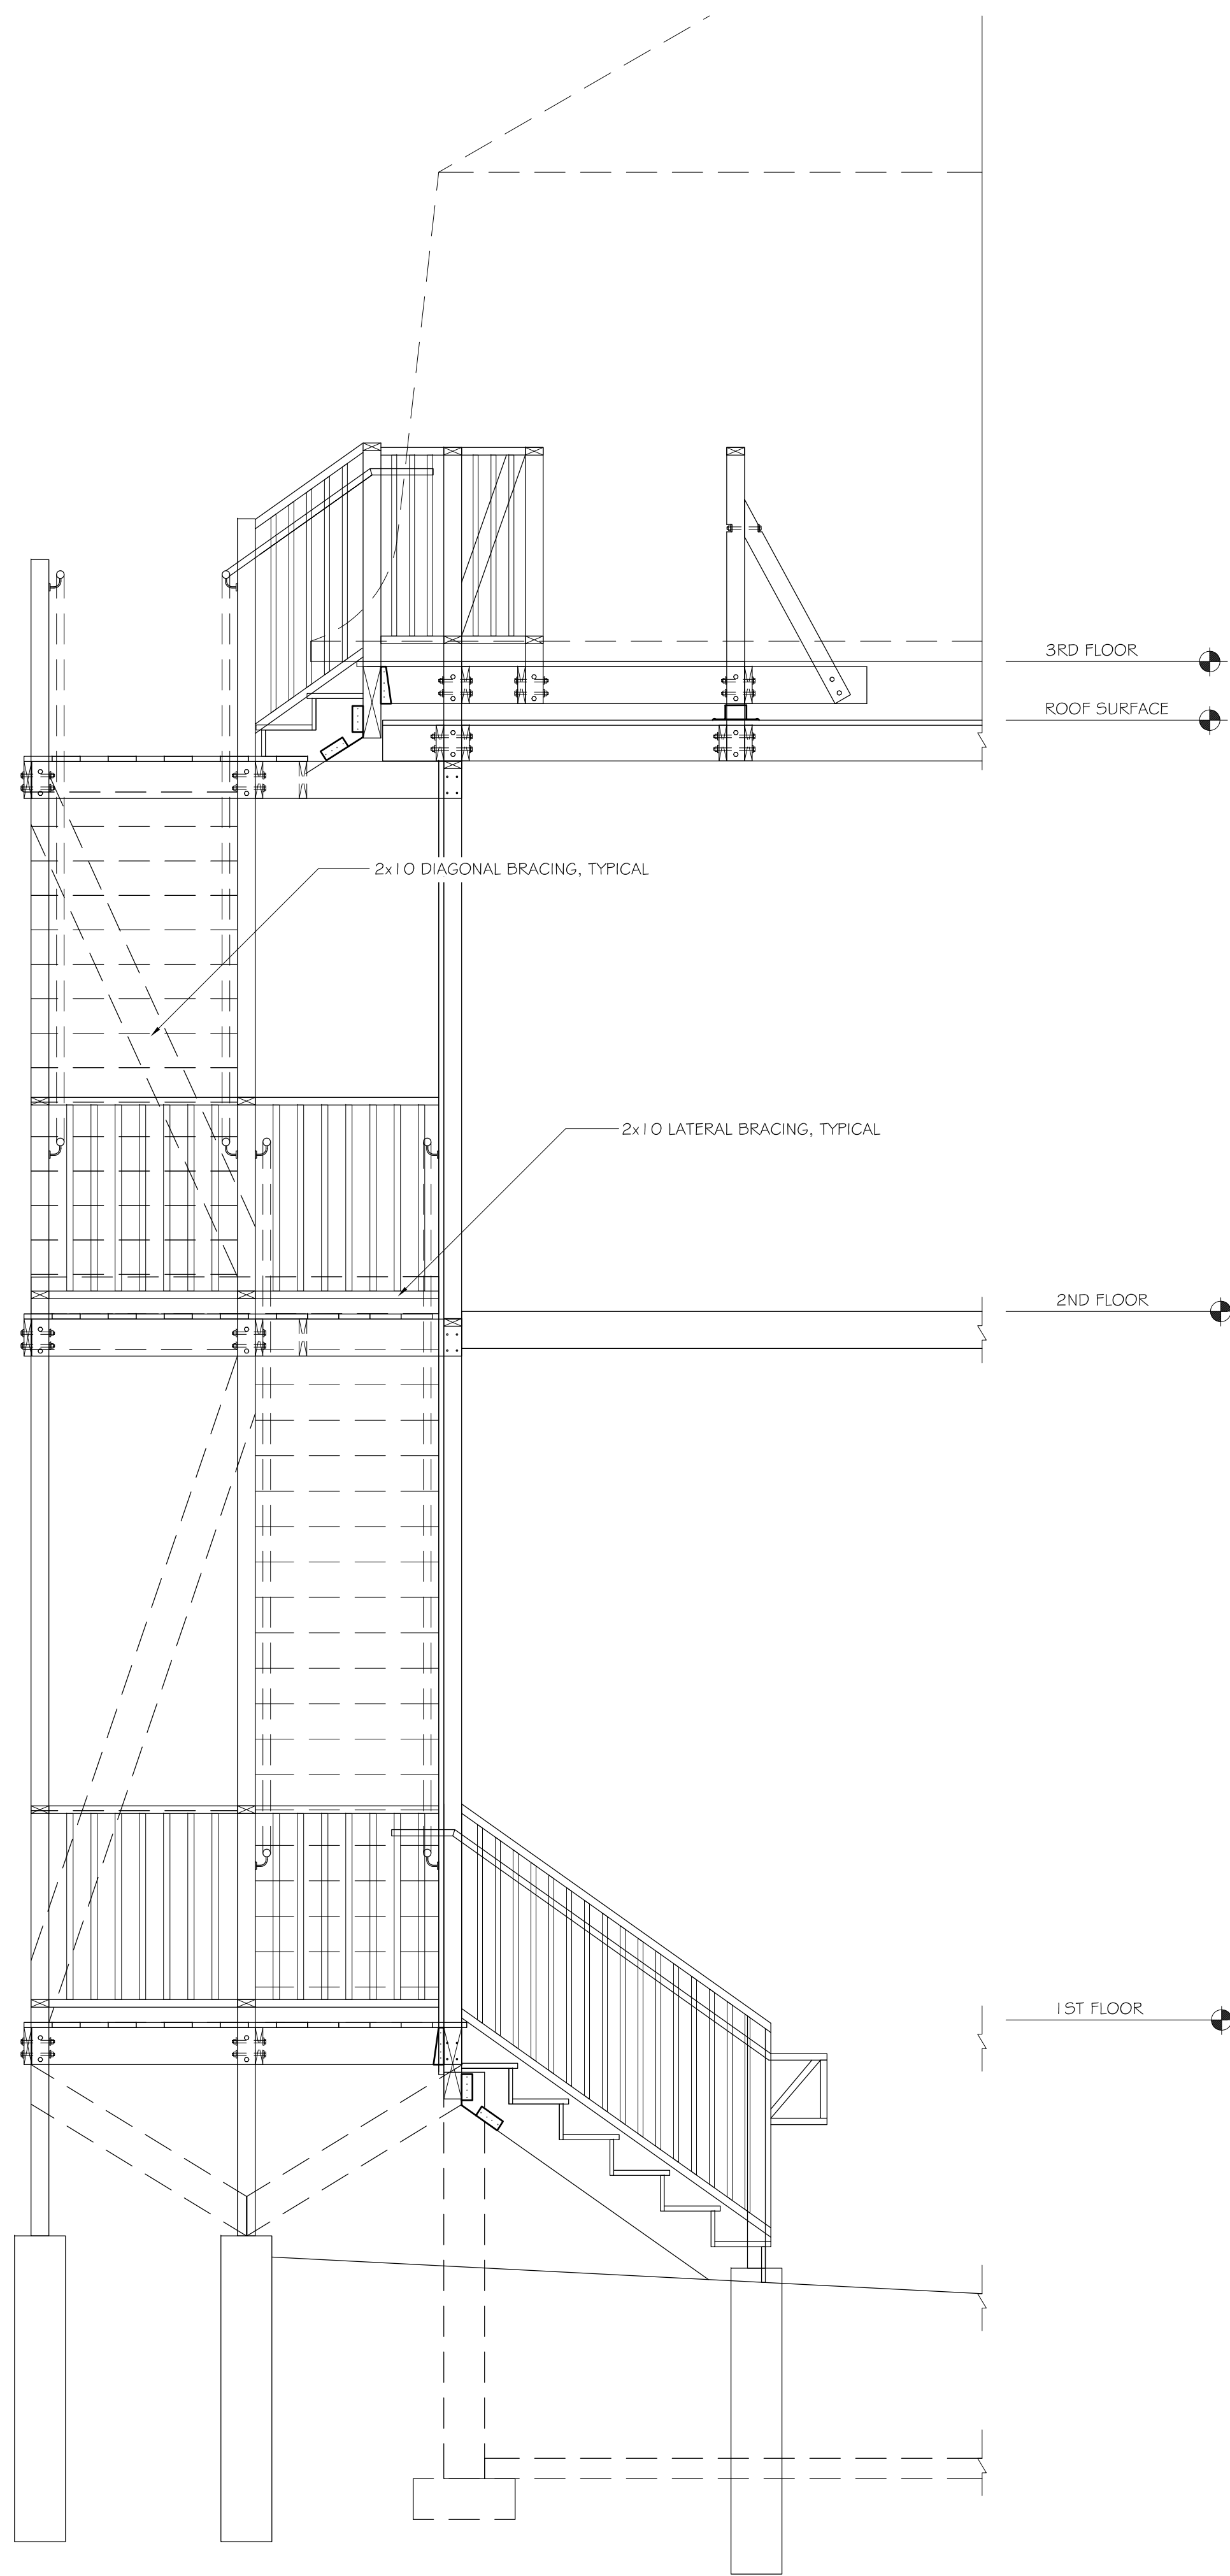 3RD FLOOR
ROOF SURFACE
2x10 DIAGONAL BRACING, TYPICAL
2x10 LATERAL BRACING, TYPICAL
2ND FLOOR
1ST FLOOR